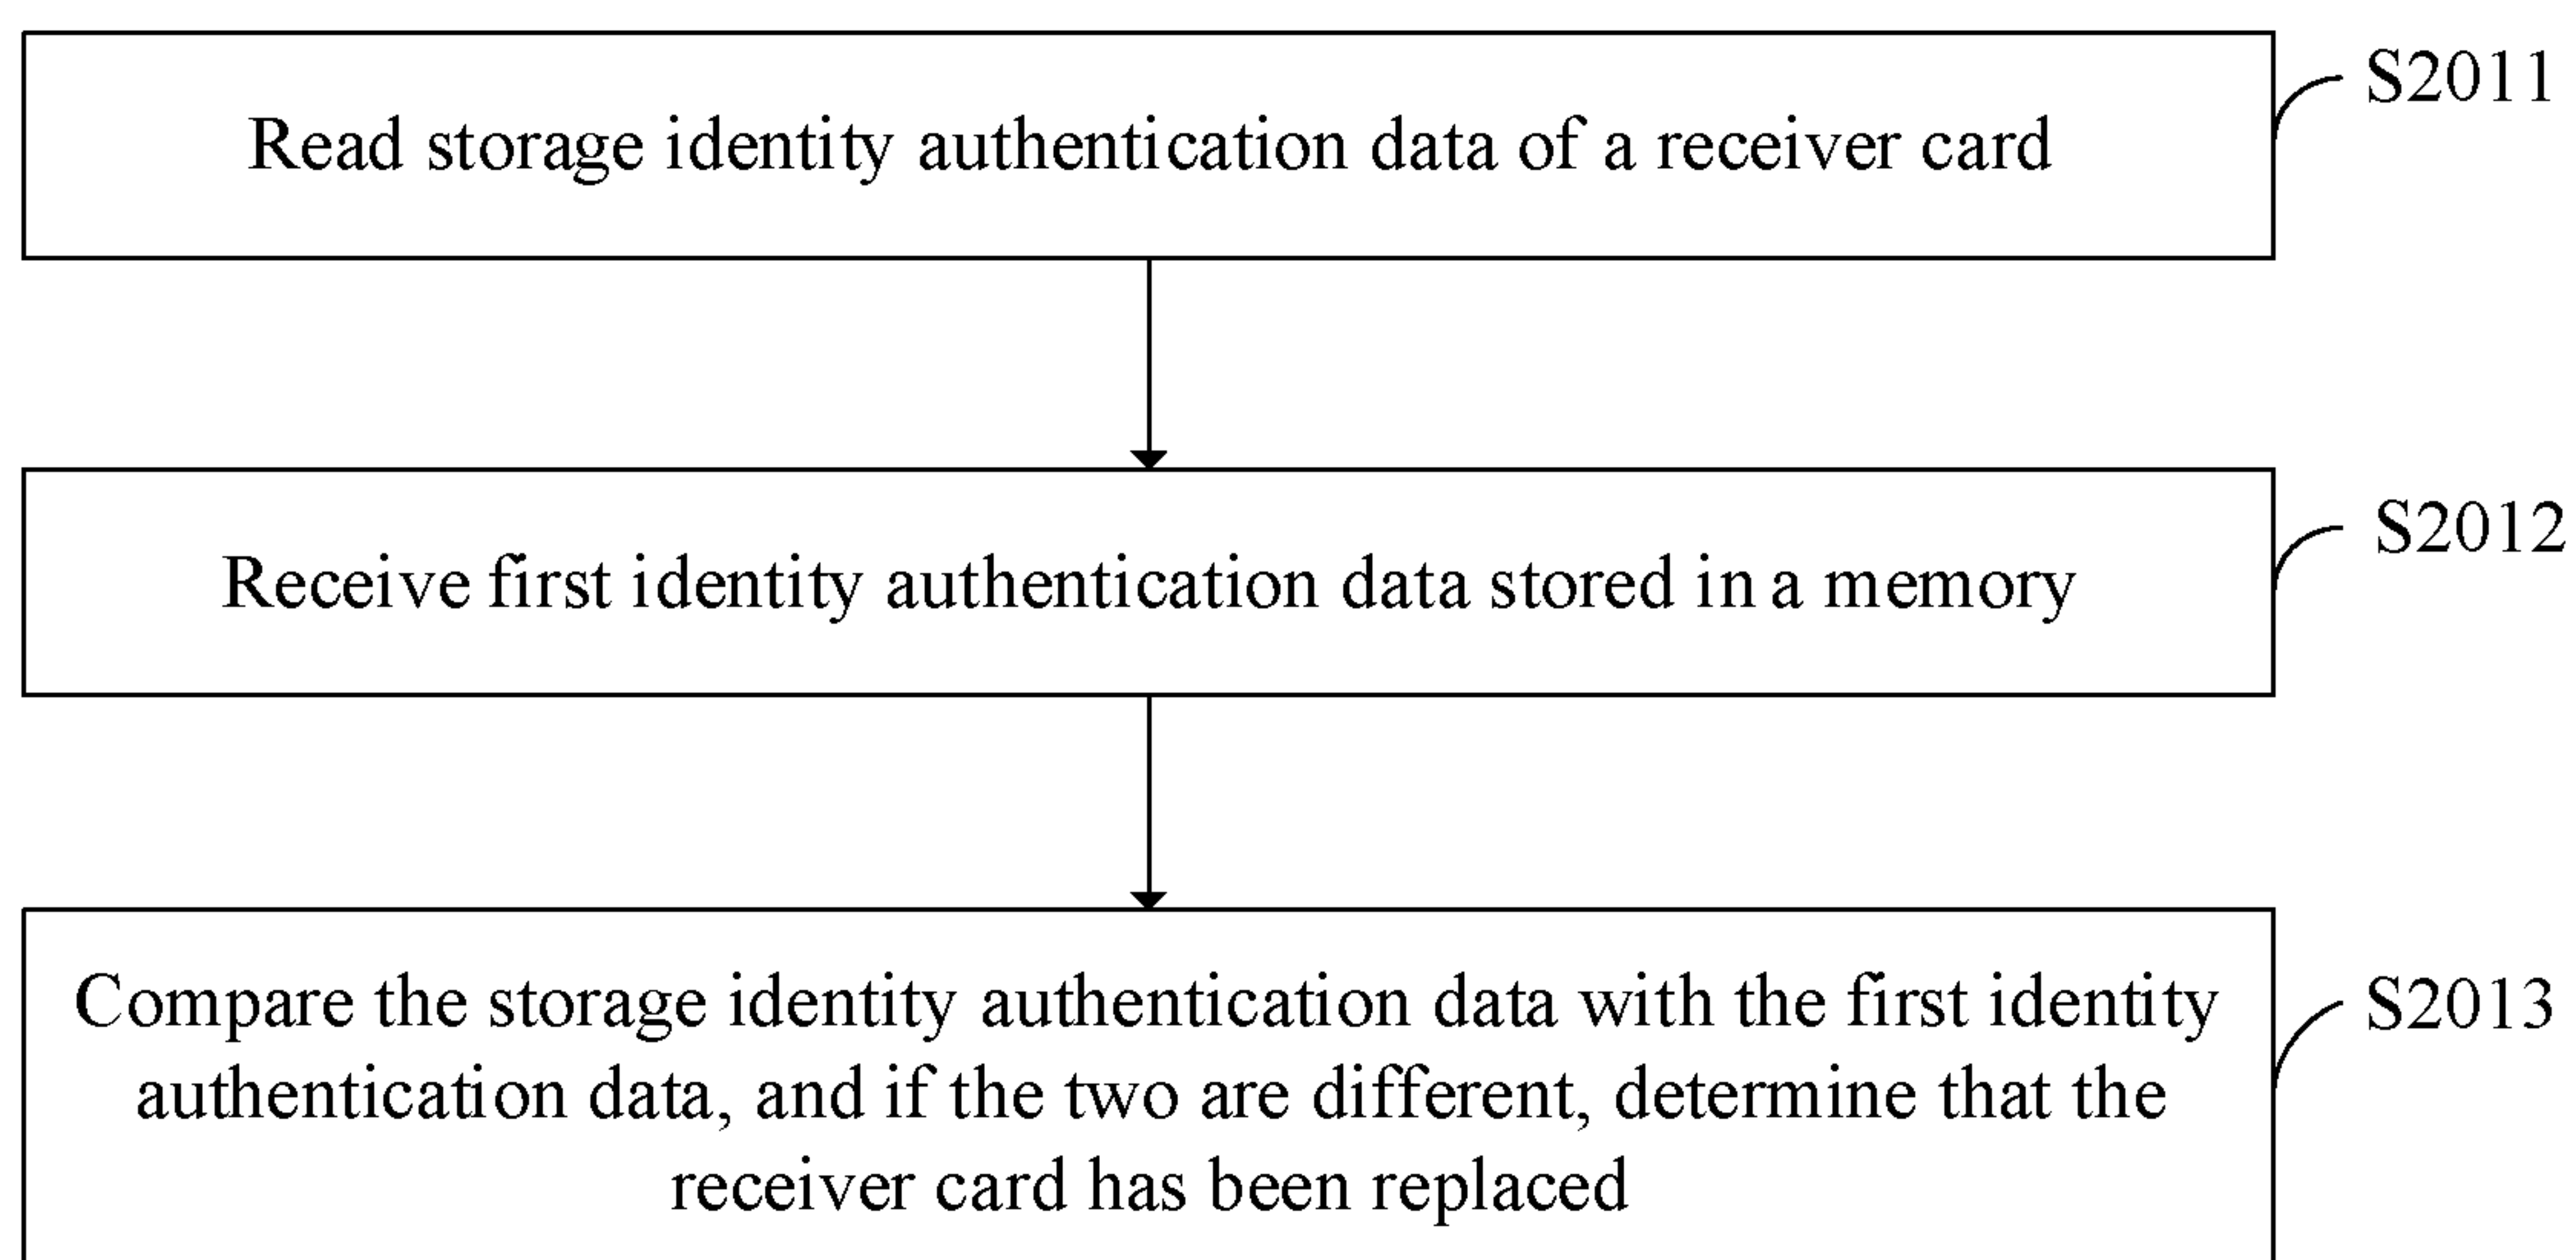 Read storage identity authentication data of a receiver card
S2011
Receive first identity authentication data stored in a memory
S2012
Compare the storage identity authentication data with the first identity
authentication data, and if the two are different, determine that the
receiver card has been replaced
S2013